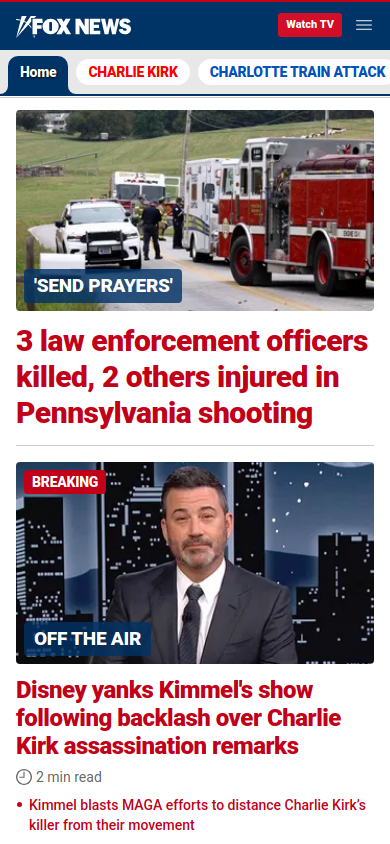 FOX NEWS
Watch TV
Home
CHARLIE KIRK
CHARLOTTE TRAIN ATTACK
'SEND PRAYERS'
3 law enforcement officers
killed, 2 others injured in
Pennsylvania shooting
BREAKING
OFF THE AIR
Disney yanks Kimmel's show
following backlash over Charlie
Kirk assassination remarks
2 min read
Kimmel blasts MAGA efforts to distance Charlie Kirk's
killer from their movement